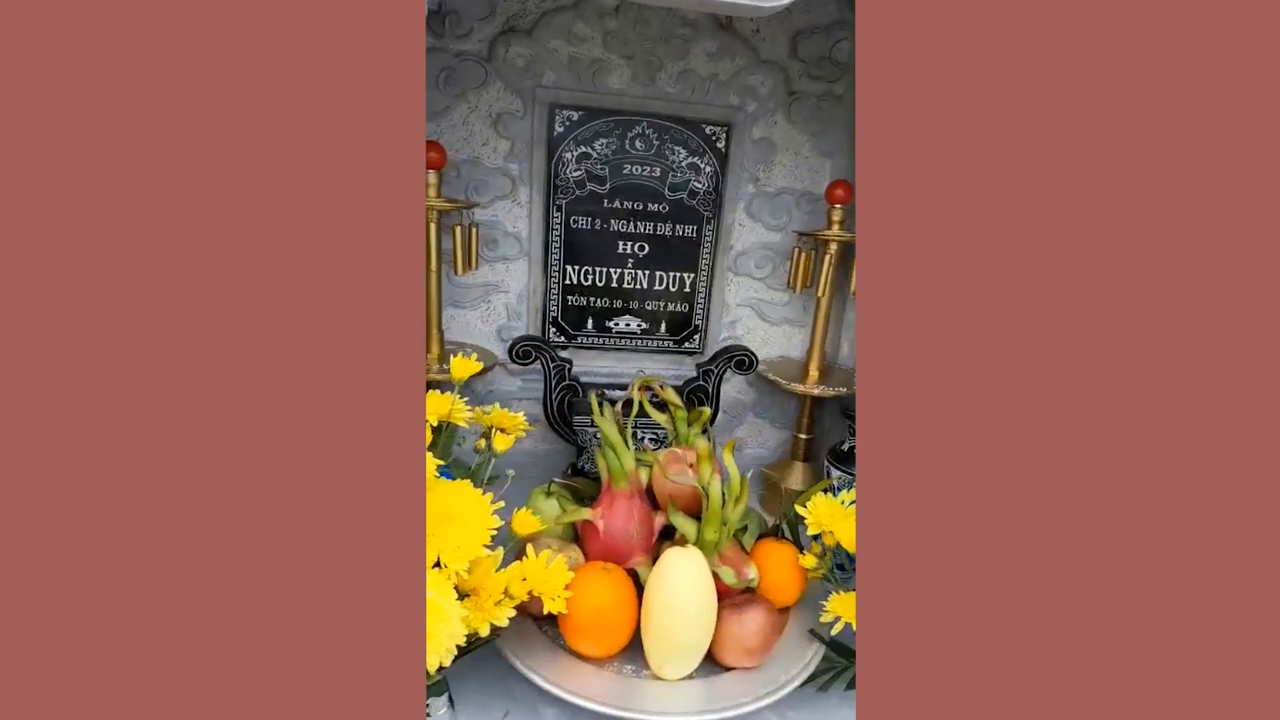 2023
LĂNG MỘ
CHI 2 - NGÀNH ĐỆ NHỊ
HỌ
NGUYỄN DUY
TÔN TẠO: 10 - 10 - QUÝ MÃO